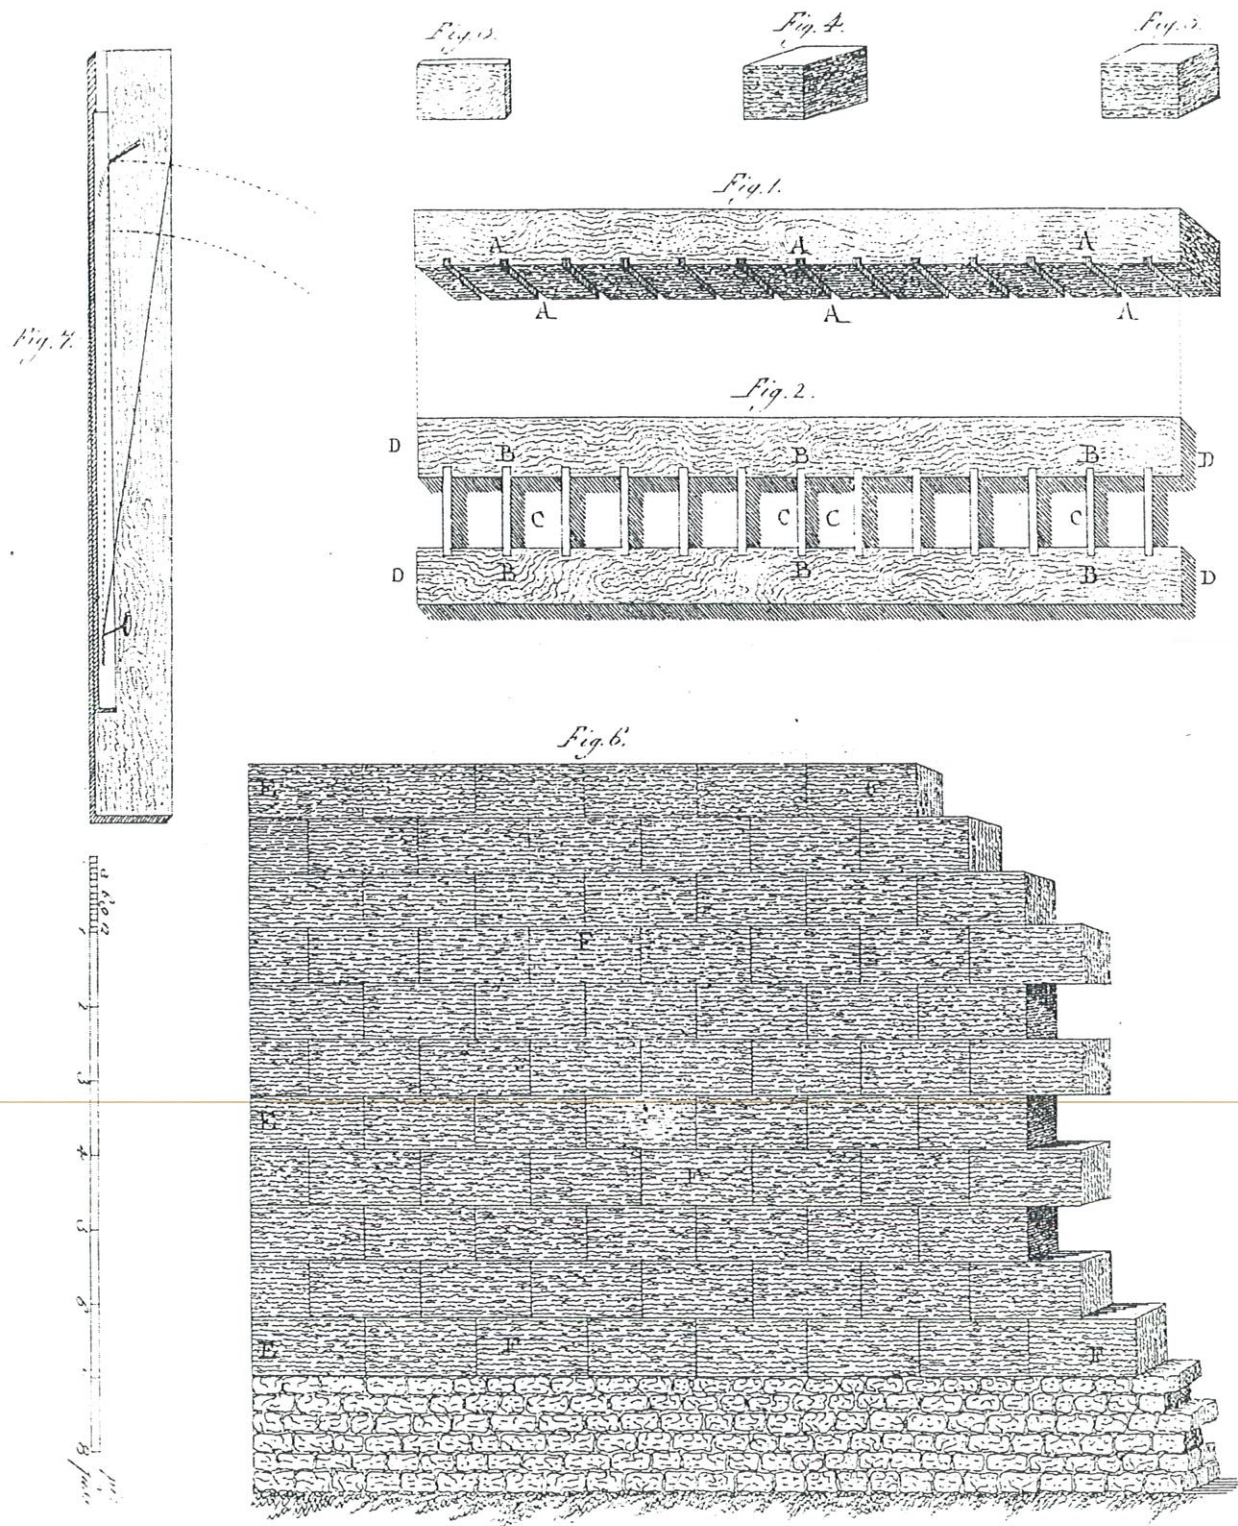 Fig. 3.
Fig. 4.
Fig. 5.
Fig. 1.
A A A
A A A
Fig. 7.
Fig. 2.
D B B B D
C C C C
D B B B D
Fig. 6.
E F
F
E
F
E F F
1
2
3
4
5
6
8